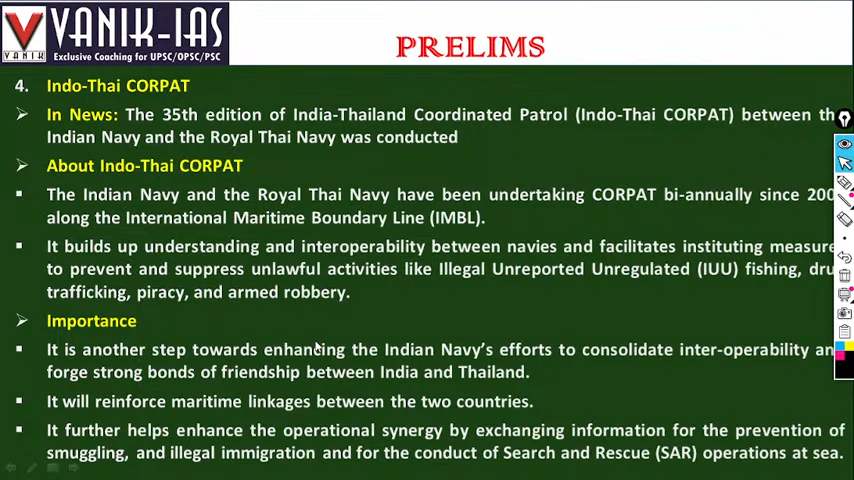 VANIK-IAS
VANIK
Exclusive Coaching for UPSC/OPSC/PSC
PRELIMS
4. Indo-Thai CORPAT
In News: The 35th edition of India-Thailand Coordinated Patrol (Indo-Thai CORPAT) between
Indian Navy and the Royal Thai Navy was conducted
About Indo-Thai CORPAT
The Indian Navy and the Royal Thai Navy have been undertaking CORPAT bi-annually since
along the International Maritime Boundary Line (IMBL).
It builds up understanding and interoperability between navies and facilitates instituting
to prevent and suppress unlawful activities like Illegal Unreported Unregulated (IUU) fishing,
trafficking, piracy, and armed robbery.
Importance
It is another step towards enhancing the Indian Navy's efforts to consolidate inter-operability
forge strong bonds of friendship between India and Thailand.
It will reinforce maritime linkages between the two countries.
It further helps enhance the operational synergy by exchanging information for the prevention of
smuggling, and illegal immigration and for the conduct of Search and Rescue (SAR) operations at sea.